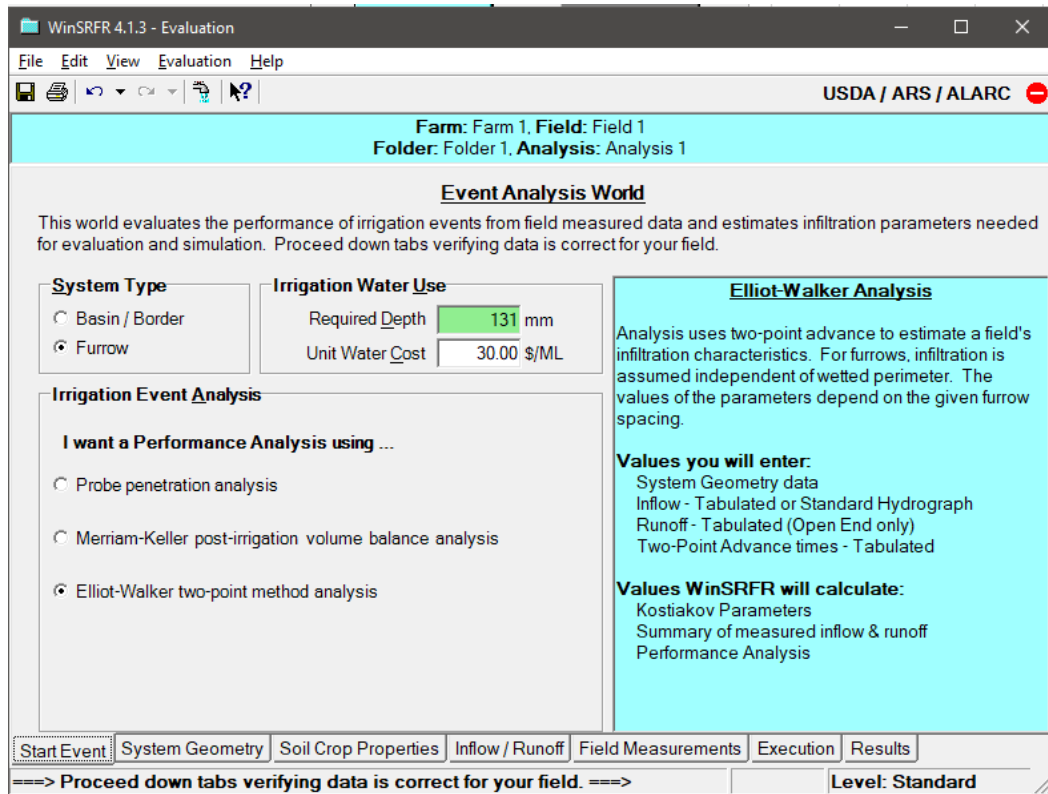 WinSRFR 4.1.3 - Evaluation
File Edit View Evaluation Help
USDA / ARS / ALARC
Farm: Farm 1, Field: Field 1
Folder: Folder 1, Analysis: Analysis 1
Event Analysis World
This world evaluates the performance of irrigation events from field measured data and estimates infiltration parameters needed
for evaluation and simulation. Proceed down tabs verifying data is correct for your field.
System Type
Basin / Border
Furrow
Irrigation Water Use
Required Depth 131 mm
Unit Water Cost 30.00 $/ML
Irrigation Event Analysis
I want a Performance Analysis using ...
Probe penetration analysis
Merriam-Keller post-irrigation volume balance analysis
Elliot-Walker two-point method analysis
Elliot-Walker Analysis
Analysis uses two-point advance to estimate a field's
infiltration characteristics. For furrows, infiltration is
assumed independent of wetted perimeter. The
values of the parameters depend on the given furrow
spacing.
Values you will enter:
System Geometry data
Inflow - Tabulated or Standard Hydrograph
Runoff - Tabulated (Open End only)
Two-Point Advance times - Tabulated
Values WinSRFR will calculate:
Kostiakov Parameters
Summary of measured inflow & runoff
Performance Analysis
Start Event System Geometry Soil Crop Properties Inflow / Runoff Field Measurements Execution Results
===> Proceed down tabs verifying data is correct for your field. ===> Level: Standard